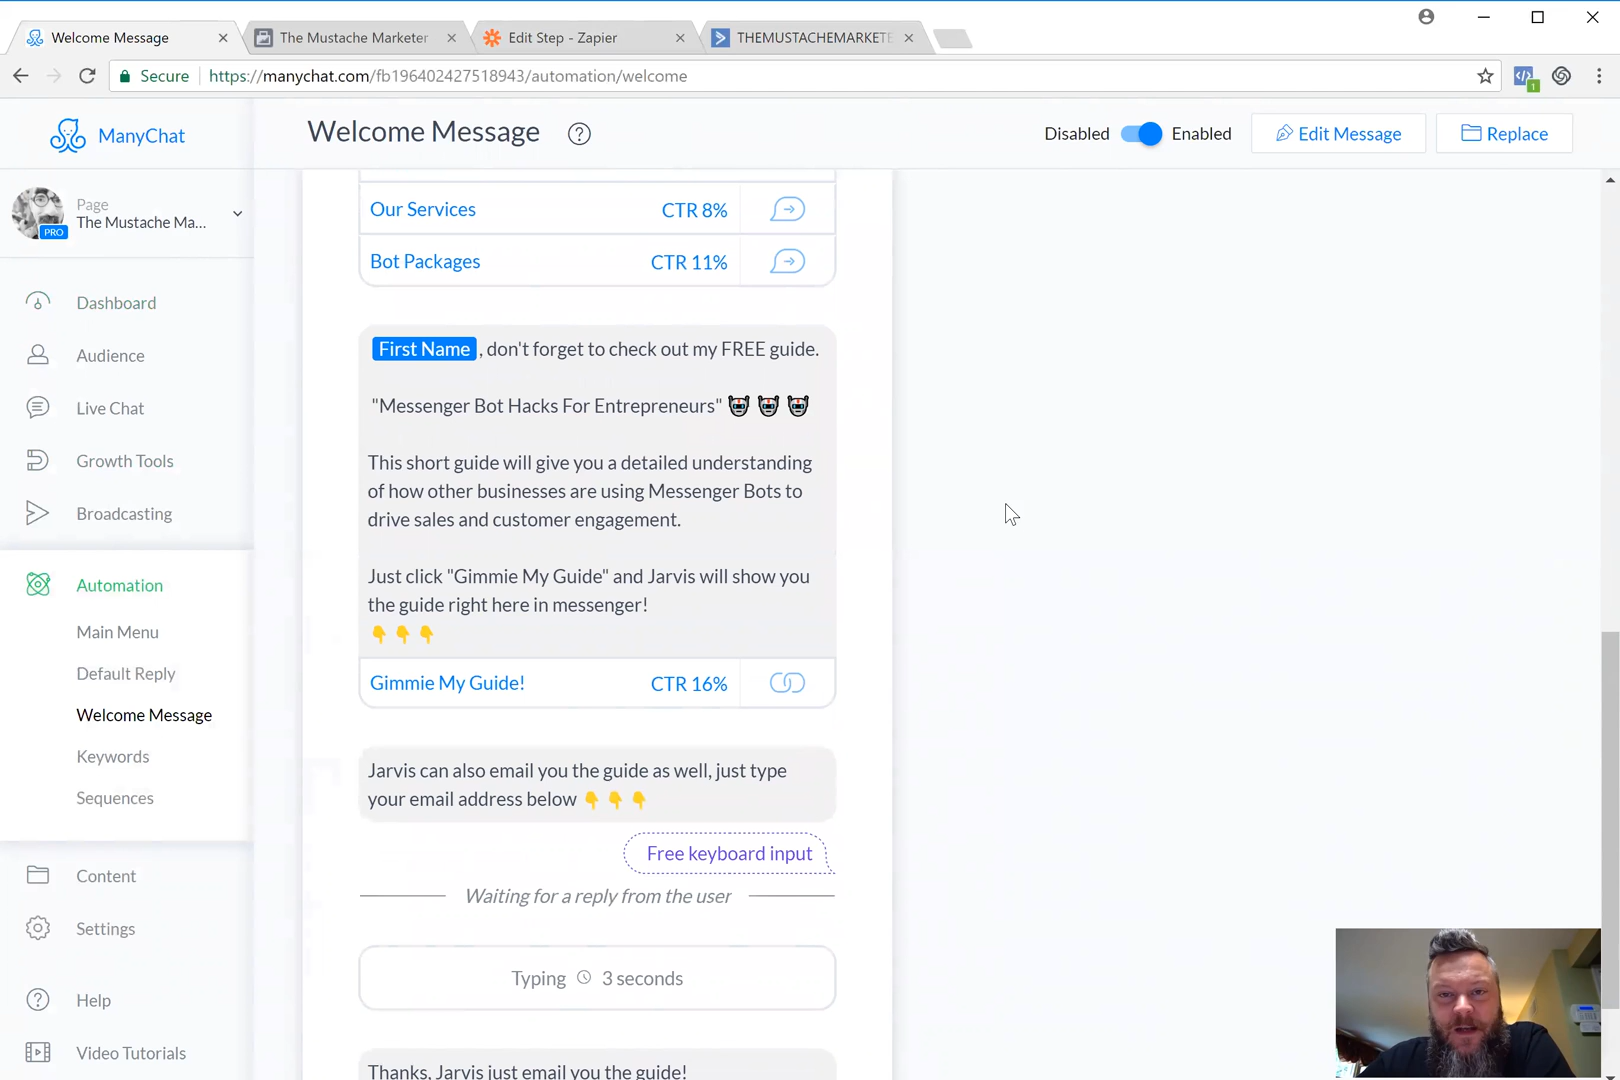 Welcome Message
The Mustache Marketer
Edit Step - Zapier
THEMUSTACHEMARKETE
Secure
https://manychat.com/fb196402427518943/automation/welcome
1
ManyChat
Welcome Message
?
Disabled
Enabled
Edit Message
Replace
Page
The Mustache Ma...
PRO
Dashboard
Audience
Live Chat
Growth Tools
Broadcasting
Automation
Main Menu
Default Reply
Welcome Message
Keywords
Sequences
Content
Settings
? Help
Video Tutorials
Our Services CTR 8%
Bot Packages CTR 11%
First Name , don't forget to check out my FREE guide.
"Messenger Bot Hacks For Entrepreneurs" 🤖 🤖 🤖
This short guide will give you a detailed understanding
of how other businesses are using Messenger Bots to
drive sales and customer engagement.
Just click "Gimmie My Guide" and Jarvis will show you
the guide right here in messenger!
👇 👇 👇
Gimmie My Guide! CTR 16%
Jarvis can also email you the guide as well, just type
your email address below 👇 👇 👇
Free keyboard input
Waiting for a reply from the user
Typing 3 seconds
Thanks, Jarvis just email you the guide!